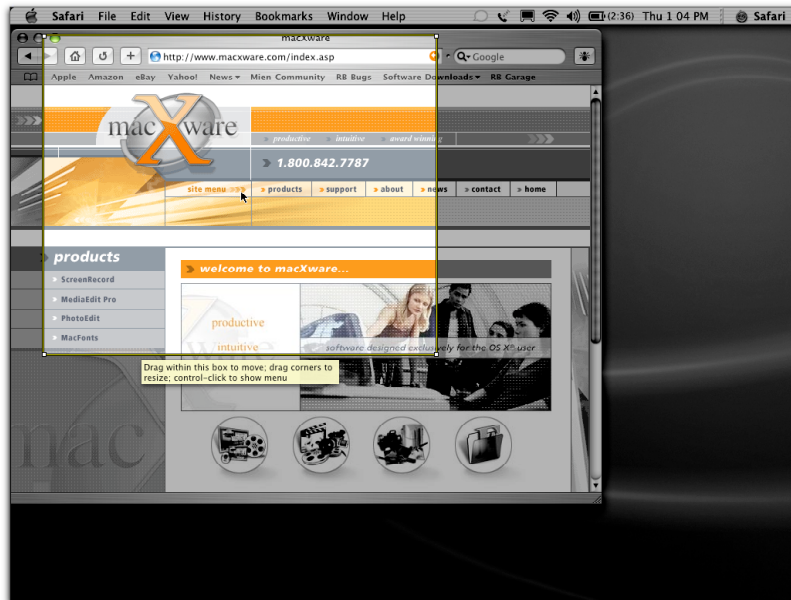 Safari File Edit View History Bookmarks Window Help (2:36) Thu 1 04 PM Safari
macXware
http://www.macxware.com/index.asp Google
Apple Amazon eBay Yahoo! News Mien Community RB Bugs Software Downloads RB Garage
macXware
» productive » intuitive » award winning
» 1.800.842.7787
site menu »»» » products » support » about » news » contact » home
» products
» ScreenRecord
» MediaEdit Pro
» PhotoEdit
» MacFonts
» welcome to macXware...
productive
intuitive
software designed exclusively for the OS X® user
Drag within this box to move; drag corners to
resize; control-click to show menu
mac